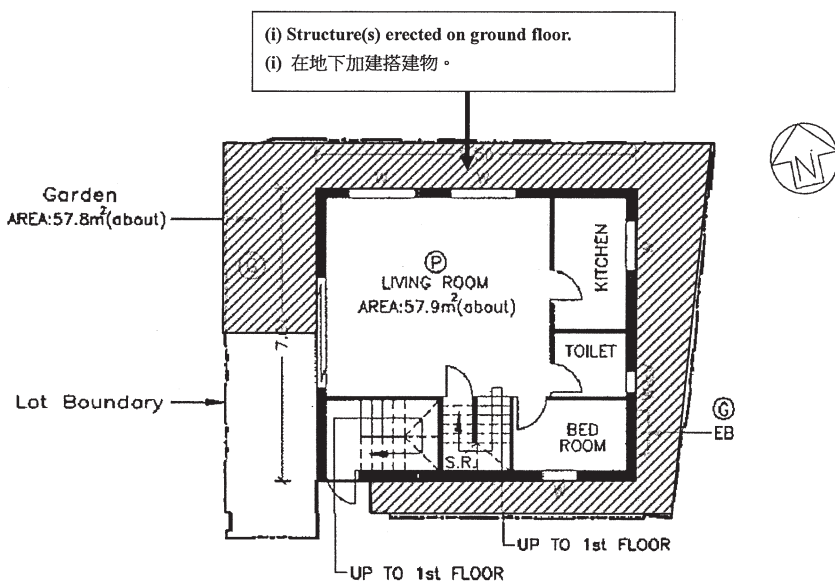 (i) Structure(s) erected on ground floor.
(i) 在地下加建搭建物。
N
Garden
AREA:57.8m²(about)
W
W
P
LIVING ROOM
AREA:57.9m²(about)
KITCHEN
TOILET
Lot Boundary
BED
ROOM
S.R.
G
EB
W
UP TO 1st FLOOR
UP TO 1st FLOOR